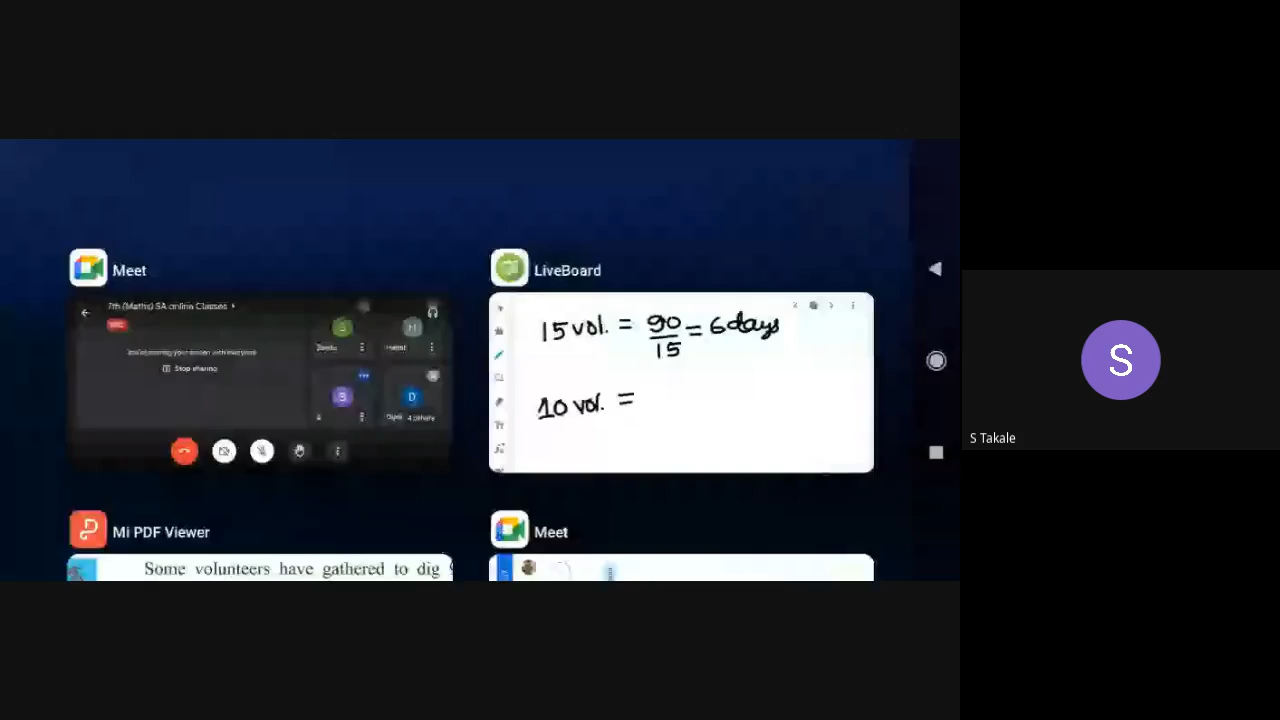 Meet
7th (Maths) SA online Classes
Stop sharing
LiveBoard
15 vol. = 90/15 = 6 days
10 vol. =
Mi PDF Viewer
Some volunteers have gathered to dig
Meet
S
S Takale